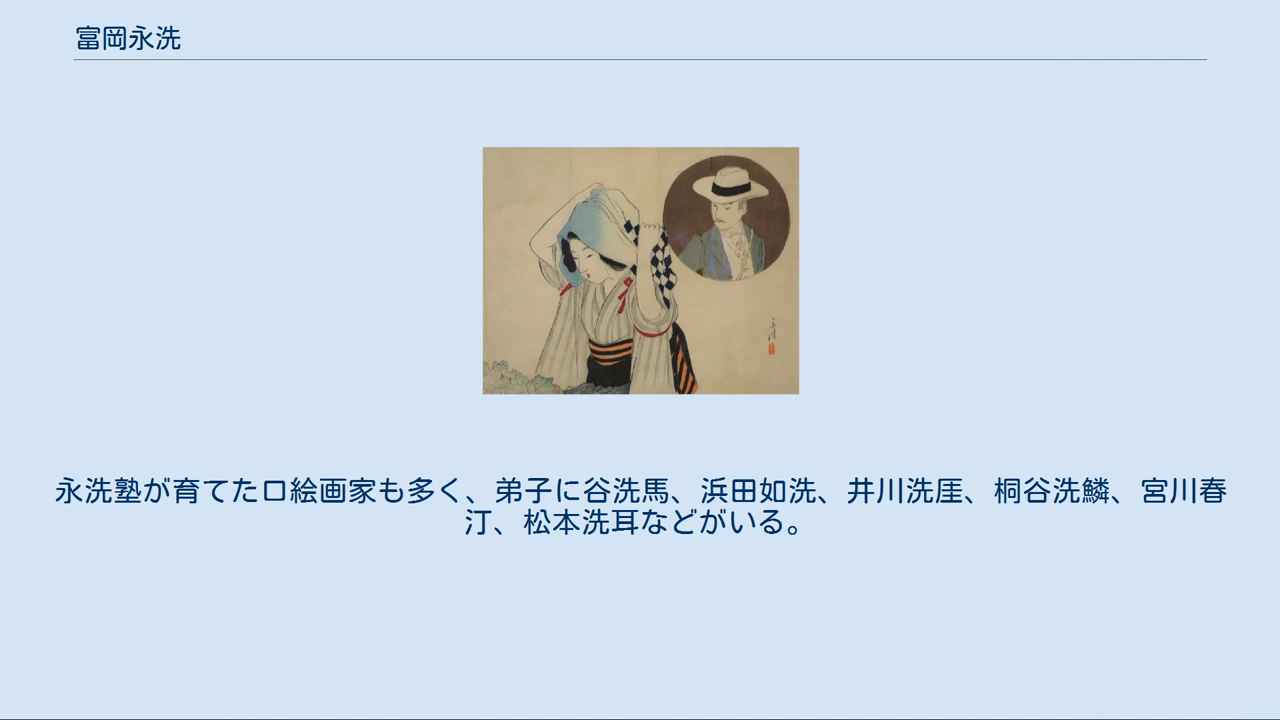 富岡永洗
永洗塾が育てた口絵画家も多く、弟子に谷洗馬、浜田如洗、井川洗厓、桐谷洗鱗、宮川春
汀、松本洗耳などがいる。